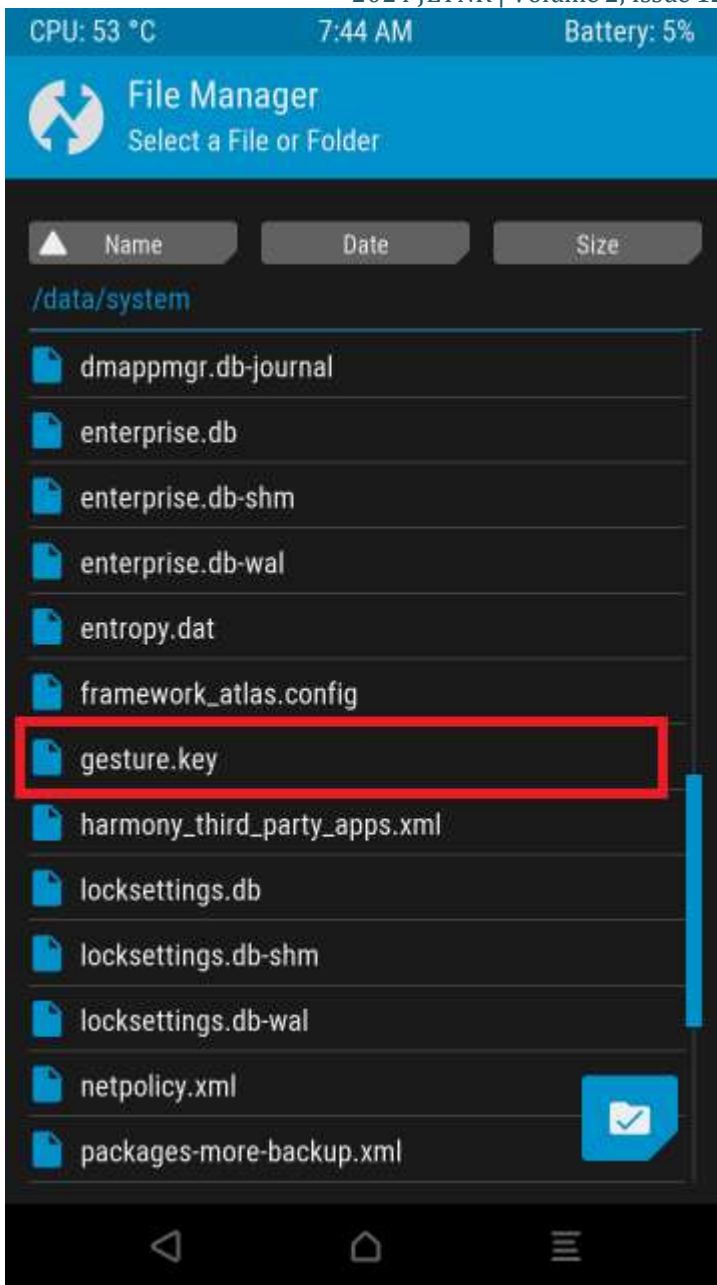 CPU: 53 °C 7:44 AM Battery: 5%
File Manager
Select a File or Folder
Name Date Size
/data/system
dmappmgr.db-journal
enterprise.db
enterprise.db-shm
enterprise.db-wal
entropy.dat
framework_atlas.config
gesture.key
harmony_third_party_apps.xml
locksettings.db
locksettings.db-shm
locksettings.db-wal
netpolicy.xml
packages-more-backup.xml